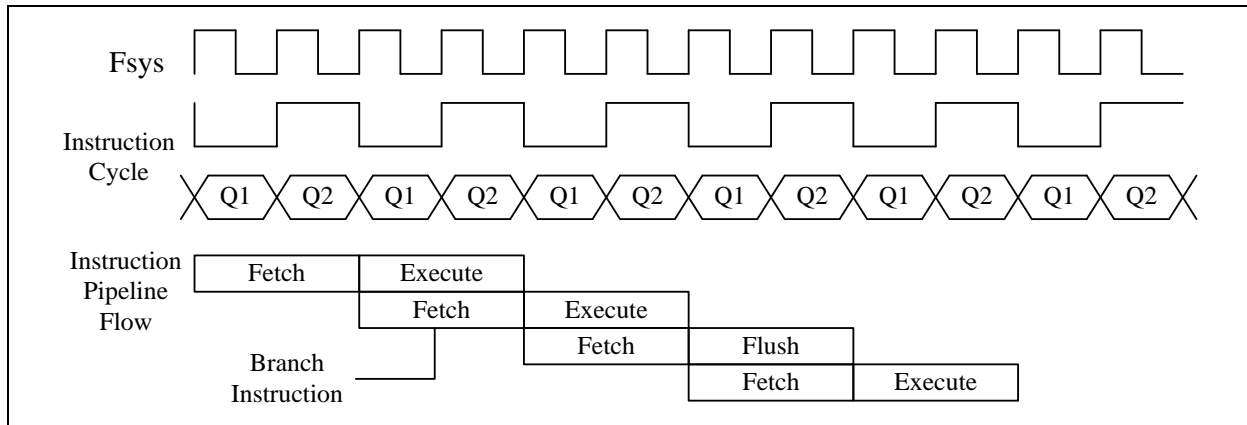 Fsys
Instruction
Cycle
Q1 Q2 Q1 Q2 Q1 Q2 Q1 Q2 Q1 Q2 Q1 Q2
Instruction
Pipeline
Flow
Fetch Execute
Fetch Execute
Fetch Flush
Fetch Execute
Branch
Instruction